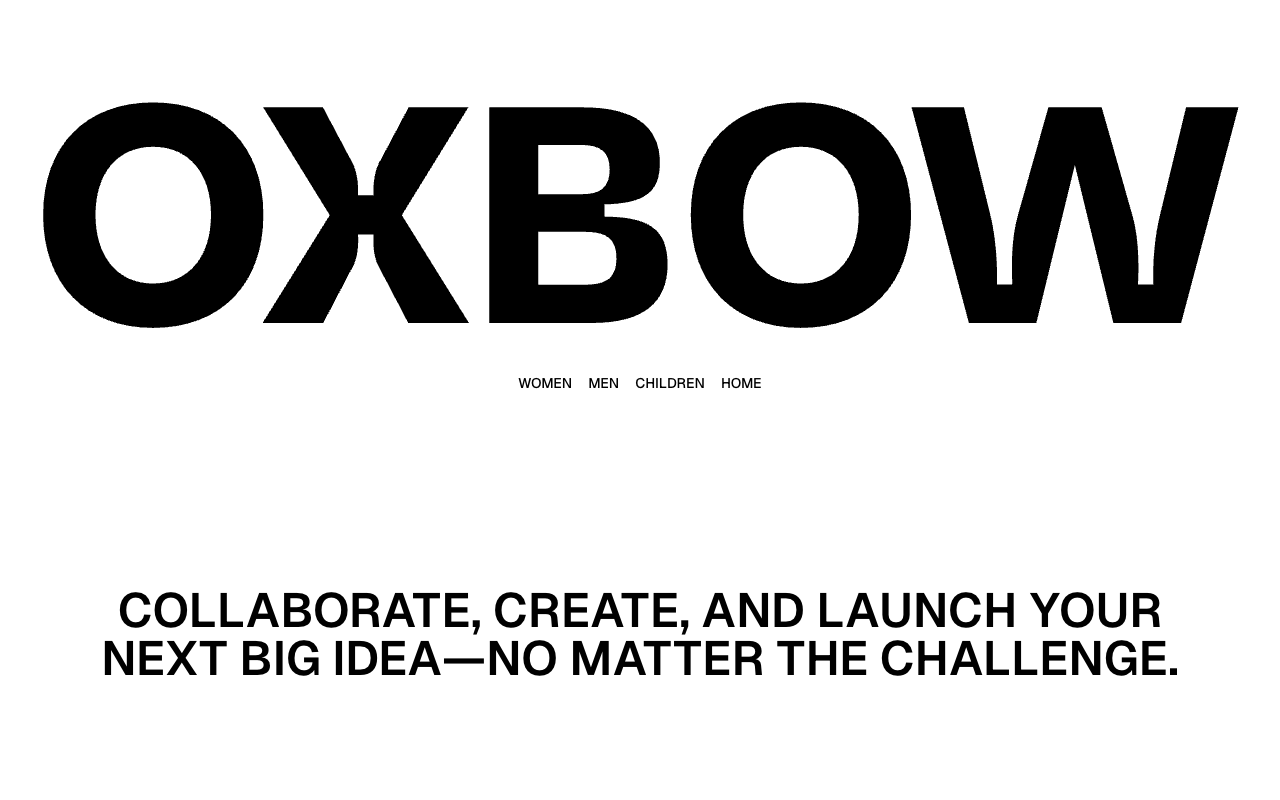 OXBOW
WOMEN MEN CHILDREN HOME
COLLABORATE, CREATE, AND LAUNCH YOUR
NEXT BIG IDEA—NO MATTER THE CHALLENGE.